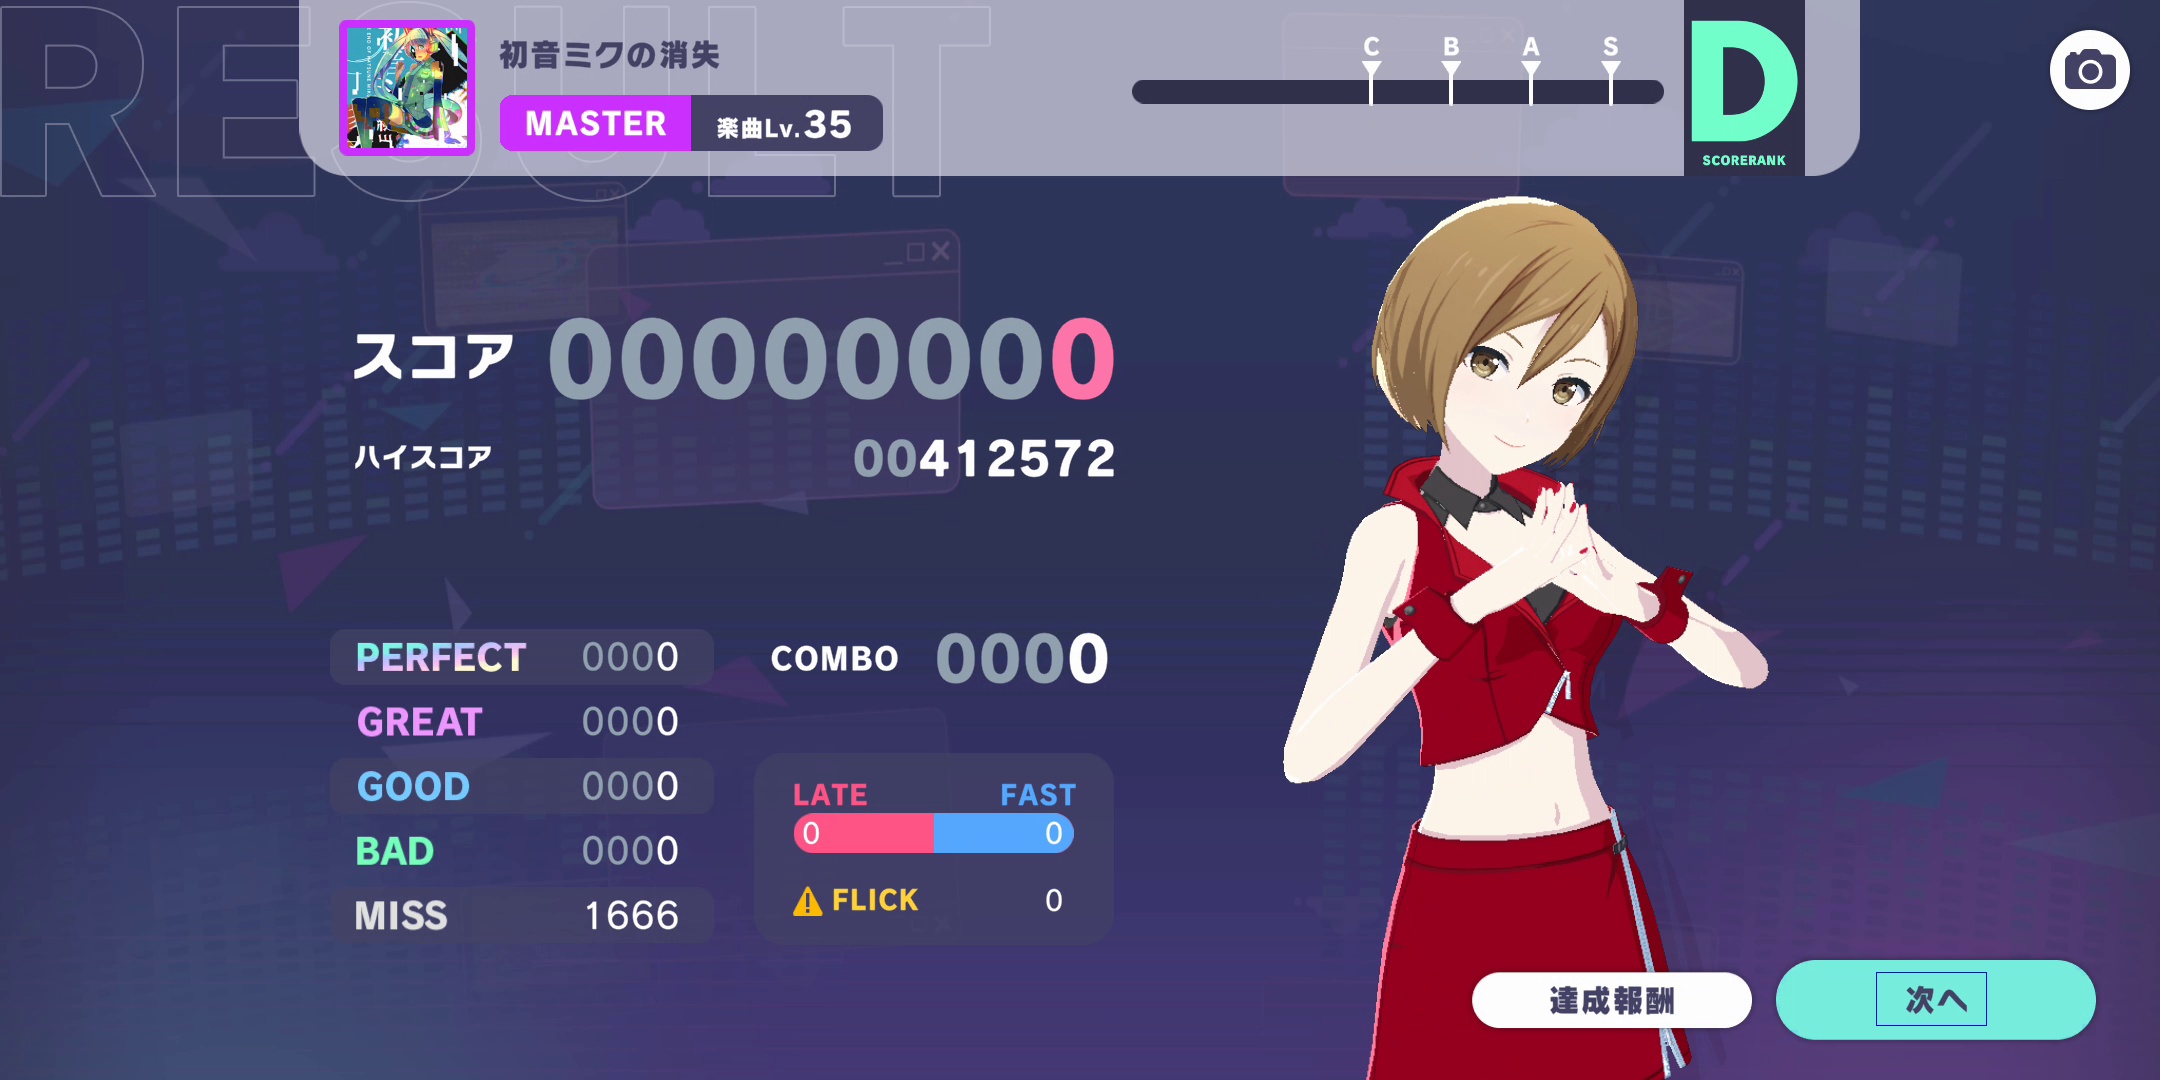 RESULT
初音ミクの消失
MASTER 楽曲Lv.35
C B A S
D
SCORERANK
スコア 00000000
ハイスコア 00412572
PERFECT 0000
COMBO 0000
GREAT 0000
GOOD 0000
LATE FAST
0 0
BAD 0000
FLICK 0
MISS 1666
達成報酬
次へ